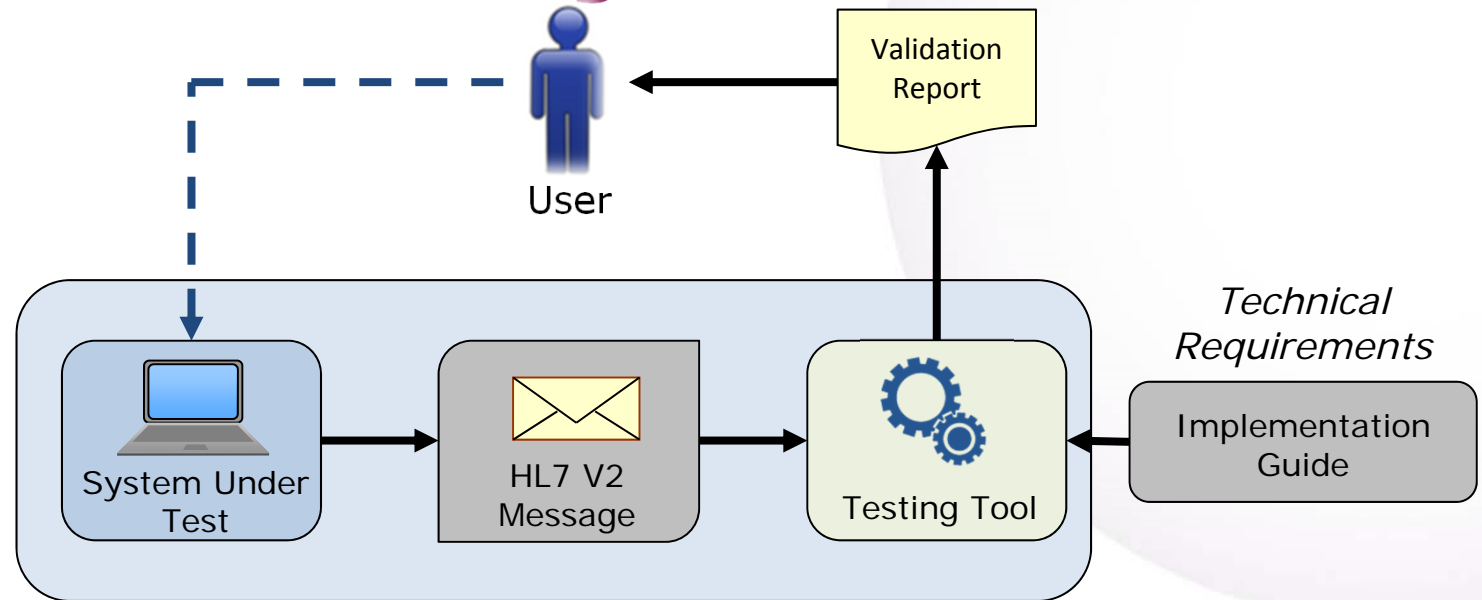 Validation
Report
User
Technical
Requirements
System Under
Test
HL7 V2
Message
Testing Tool
Implementation
Guide